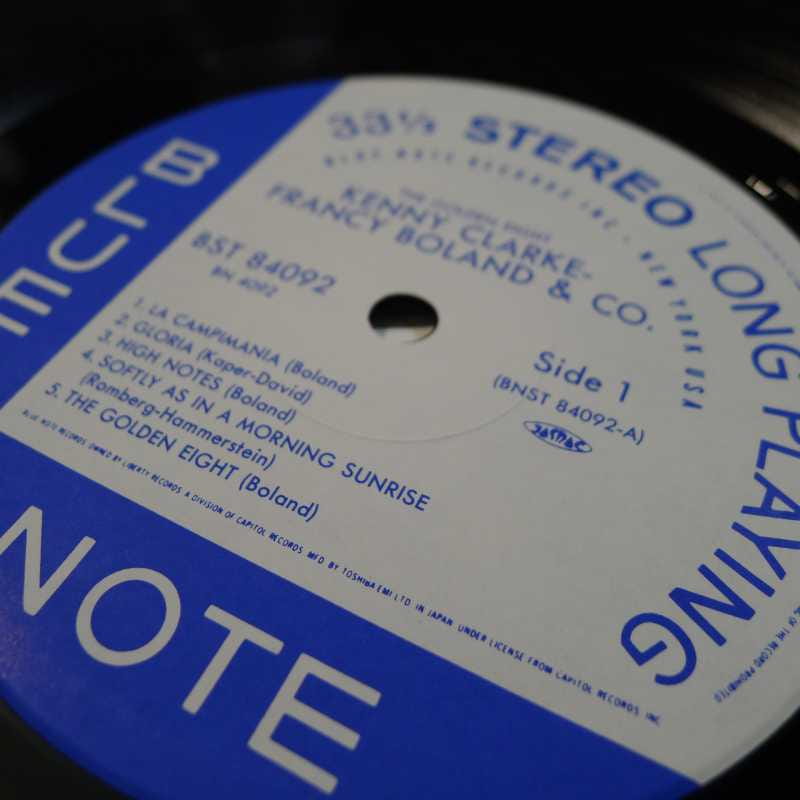 33⅓ STEREO LONG PLAYING
BLUE NOTE RECORDS INC • NEW YORK USA
THE GOLDEN EIGHT
KENNY CLARKE-
FRANCY BOLAND & CO.
BST 84092
BN 4092
Side 1
(BNST 84092-A)
JASRAC
1. LA CAMPIMANIA (Boland)
2. GLORIA (Kaper-David)
3. HIGH NOTES (Boland)
4. SOFTLY AS IN A MORNING SUNRISE
(Romberg-Hammerstein)
5. THE GOLDEN EIGHT (Boland)
BLUE NOTE RECORDS OWNED BY LIBERTY RECORDS A DIVISION OF CAPITOL RECORDS. MFD BY TOSHIBA EMI LTD. IN JAPAN UNDER LICENSE FROM CAPITOL RECORDS INC
OF THE RECORD PROHIBITED
BLUE
NOTE